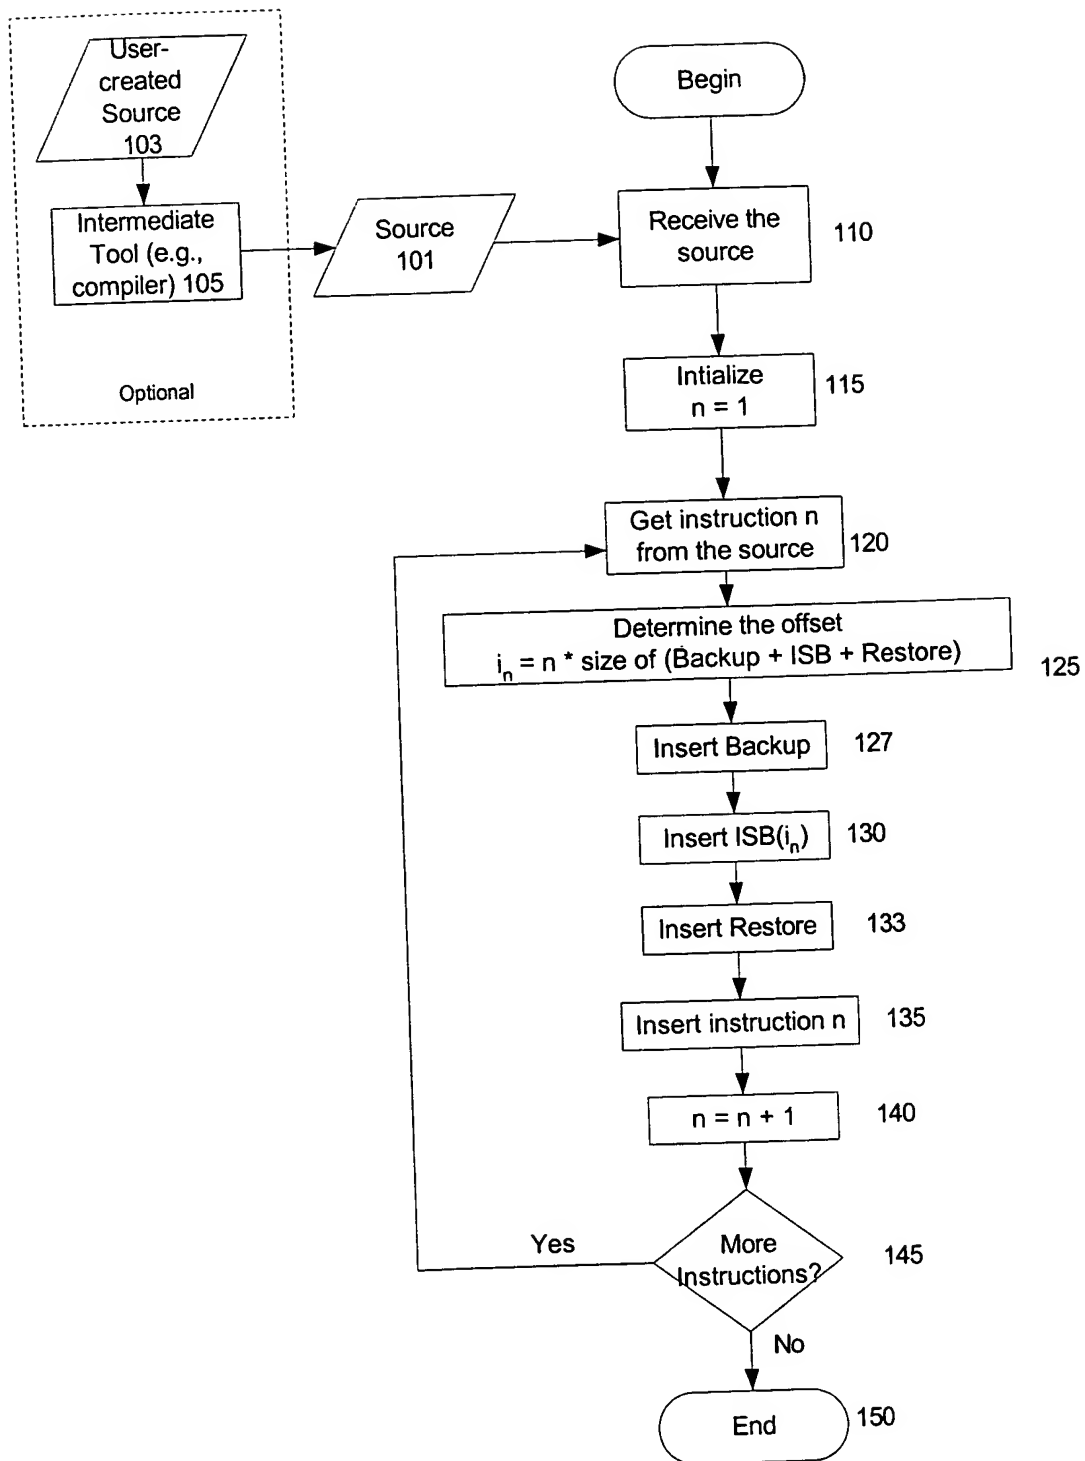 User-
created
Source
103
Intermediate
Tool (e.g.,
compiler) 105
Optional
Source
101
Begin
Receive the
source
110
Intialize
n = 1
115
Get instruction n
from the source
120
Determine the offset
iₙ = n * size of (Backup + ISB + Restore)
125
Insert Backup
127
Insert ISB(iₙ)
130
Insert Restore
133
Insert instruction n
135
n = n + 1
140
More
Instructions?
145
Yes
No
End
150